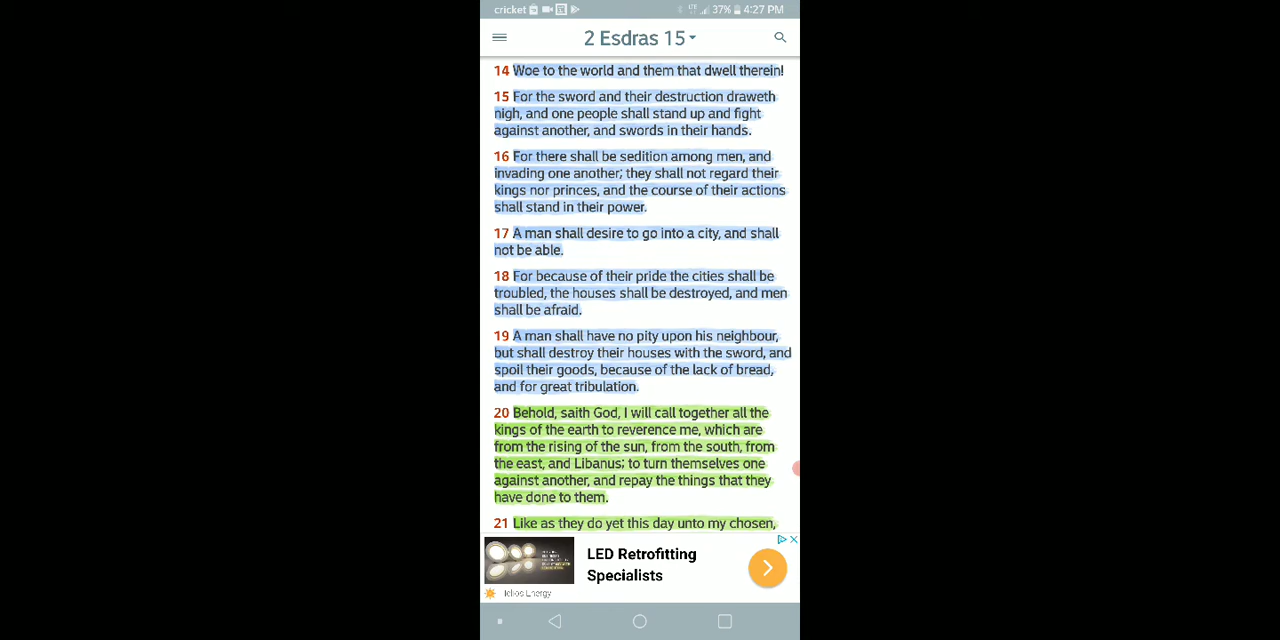 cricket
37% 4:27 PM
2 Esdras 15
14 Woe to the world and them that dwell therein!
15 For the sword and their destruction draweth
nigh, and one people shall stand up and fight
against another, and swords in their hands.
16 For there shall be sedition among men, and
invading one another; they shall not regard their
kings nor princes, and the course of their actions
shall stand in their power.
17 A man shall desire to go into a city, and shall
not be able.
18 For because of their pride the cities shall be
troubled, the houses shall be destroyed, and men
shall be afraid.
19 A man shall have no pity upon his neighbour,
but shall destroy their houses with the sword, and
spoil their goods, because of the lack of bread,
and for great tribulation.
20 Behold, saith God, I will call together all the
kings of the earth to reverence me, which are
from the rising of the sun, from the south, from
the east, and Libanus; to turn themselves one
against another, and repay the things that they
have done to them.
21 Like as they do yet this day unto my chosen,
LED Retrofitting
Specialists
Helios Energy